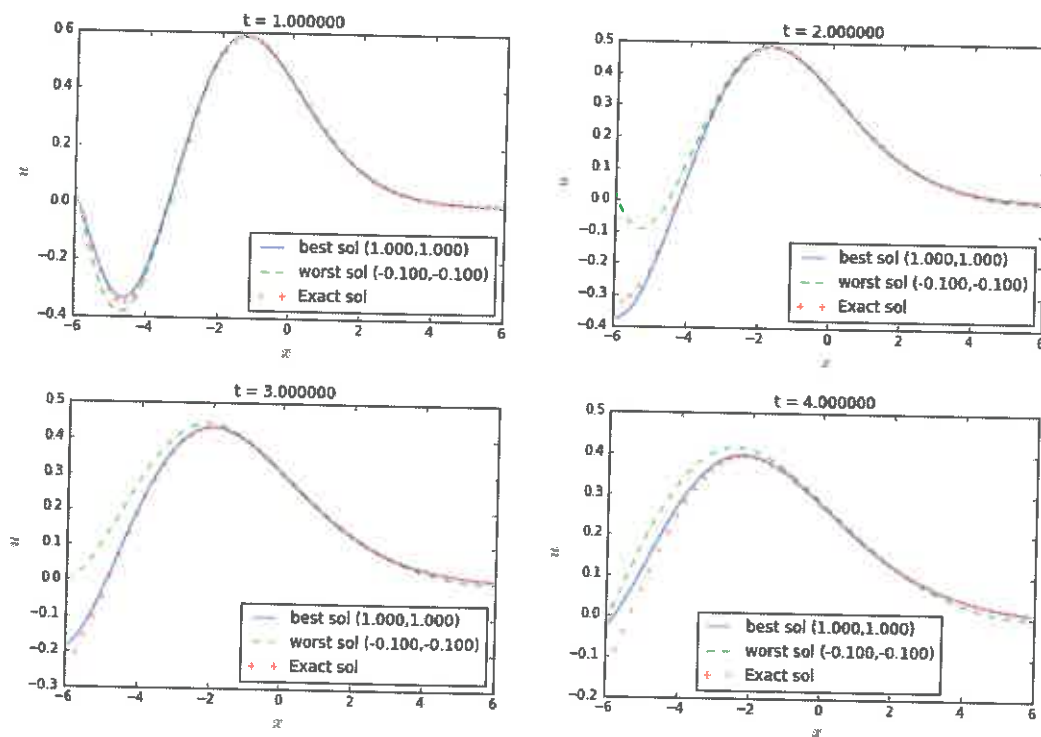 t = 1.000000
0.6
0.4
0.2
0.0
−0.2
−0.4
u
−6 −4 −2 0 2 4 6
x
best sol (1.000,1.000)
worst sol (-0.100,-0.100)
Exact sol
t = 2.000000
0.5
0.4
0.3
0.2
0.1
0.0
−0.1
−0.2
−0.3
−0.4
u
−6 −4 −2 0 2 4 6
x
best sol (1.000,1.000)
worst sol (-0.100,-0.100)
Exact sol
t = 3.000000
0.5
0.4
0.3
0.2
0.1
0.0
−0.1
−0.2
−0.3
u
−6 −4 −2 0 2 4 6
x
best sol (1.000,1.000)
worst sol (-0.100,-0.100)
Exact sol
t = 4.000000
0.5
0.4
0.3
0.2
0.1
0.0
−0.1
−0.2
u
−6 −4 −2 0 2 4 6
x
best sol (1.000,1.000)
worst sol (-0.100,-0.100)
Exact sol